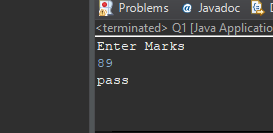 Problems @ Javadoc
<terminated> Q1 [Java Applicatio
Enter Marks
89
pass